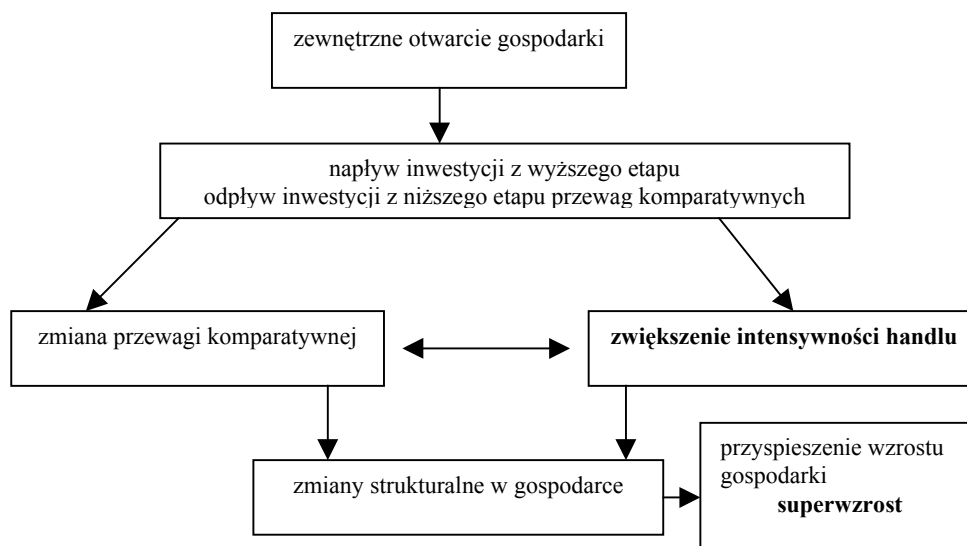 zewnętrzne otwarcie gospodarki
napływ inwestycji z wyższego etapu
odpływ inwestycji z niższego etapu przewag komparatywnych
zmiana przewagi komparatywnej
zwiększenie intensywności handlu
zmiany strukturalne w gospodarce
przyspieszenie wzrostu
gospodarki
superwzrost